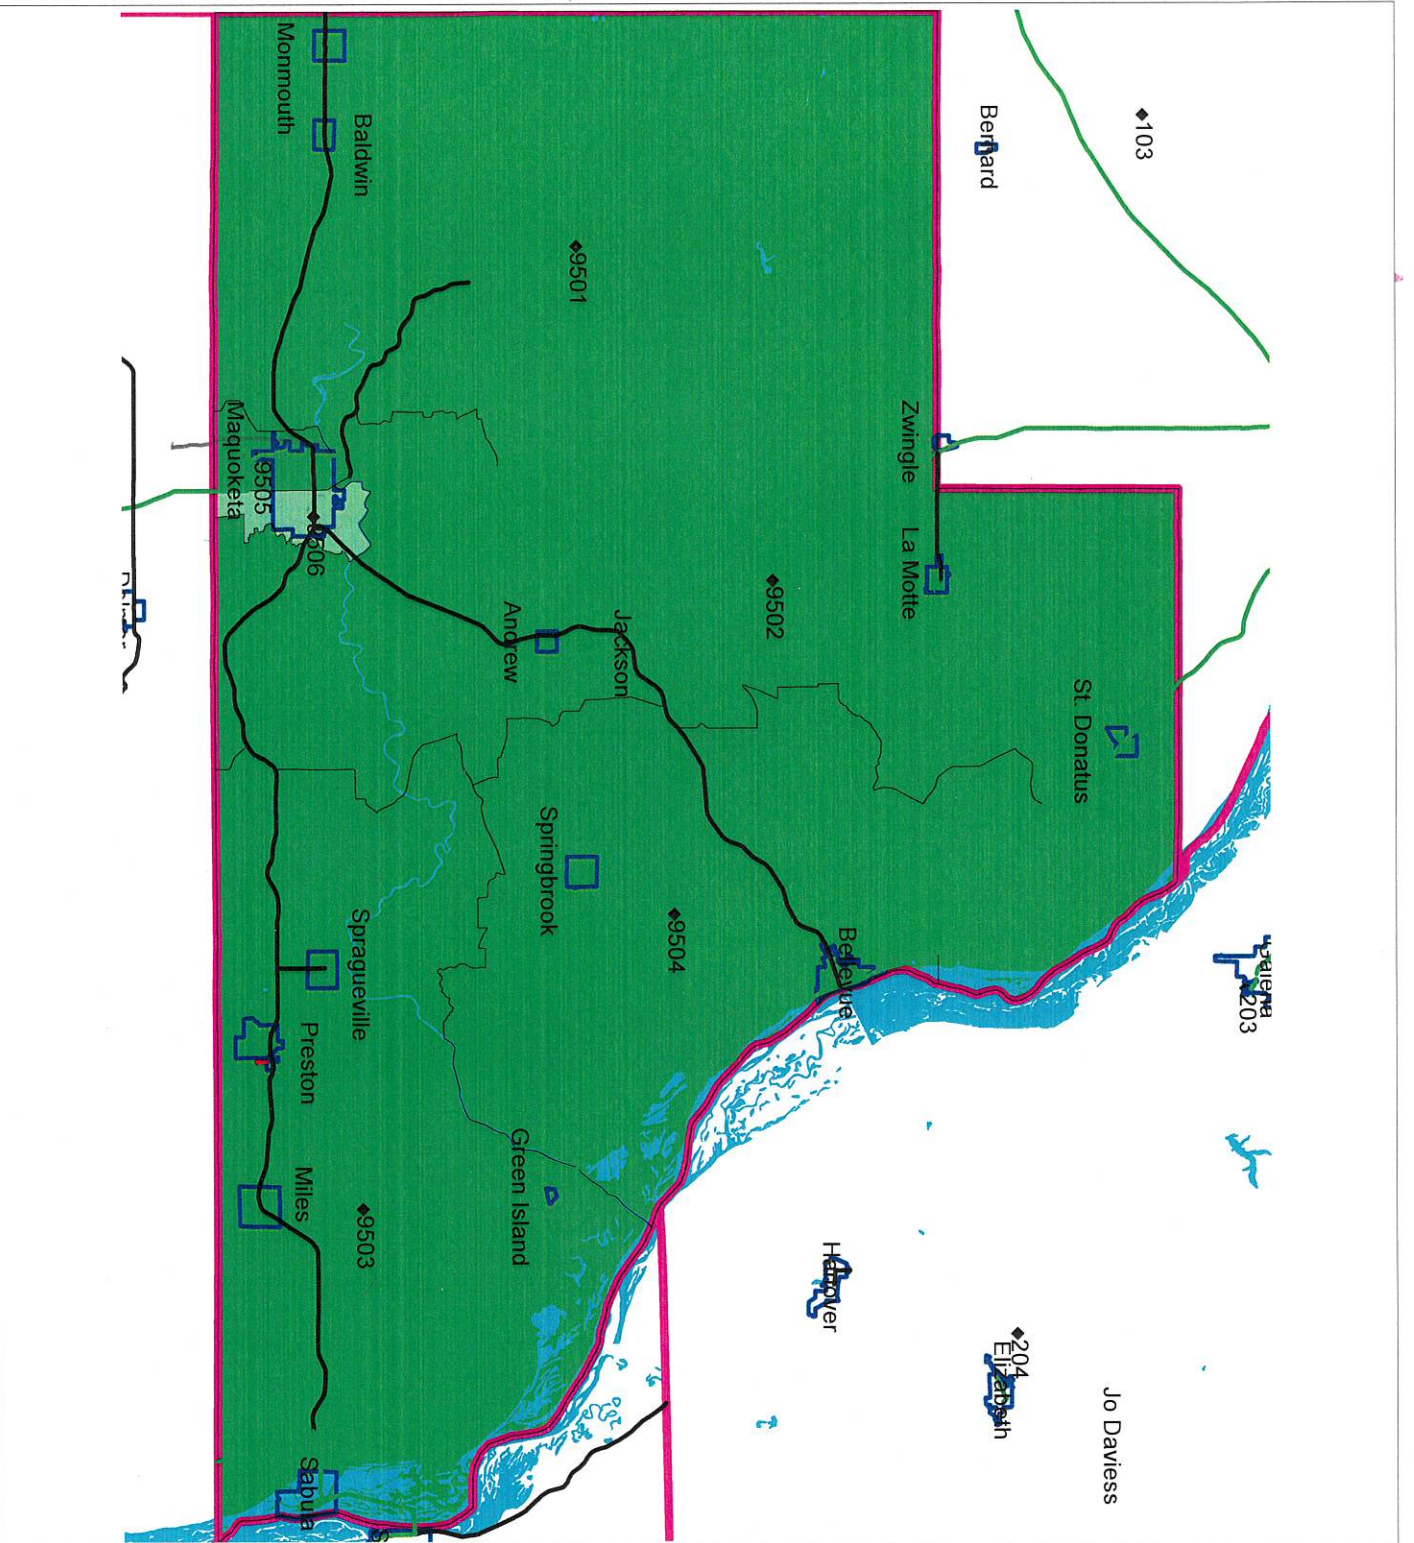 103
Bernard
Monmouth
Baldwin
9501
Zwingle
La Motte
Maquoketa
9505
9506
9502
Andrew
Jackson
St. Donatus
Springbrook
9504
Bellevue
Galena
203
Spragueville
Preston
Green Island
Miles
9503
Hanover
204
Elizabeth
Jo Daviess
Sabula
S